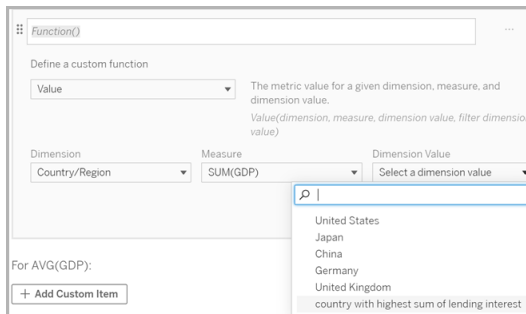 Function()
Define a custom function
Value
The metric value for a given dimension, measure, and
dimension value.
Value(dimension, measure, dimension value, filter dimension
value)
Dimension
Measure
Dimension Value
Country/Region
SUM(GDP)
Select a dimension value
United States
Japan
China
Germany
United Kingdom
country with highest sum of lending interest
For AVG(GDP):
+ Add Custom Item